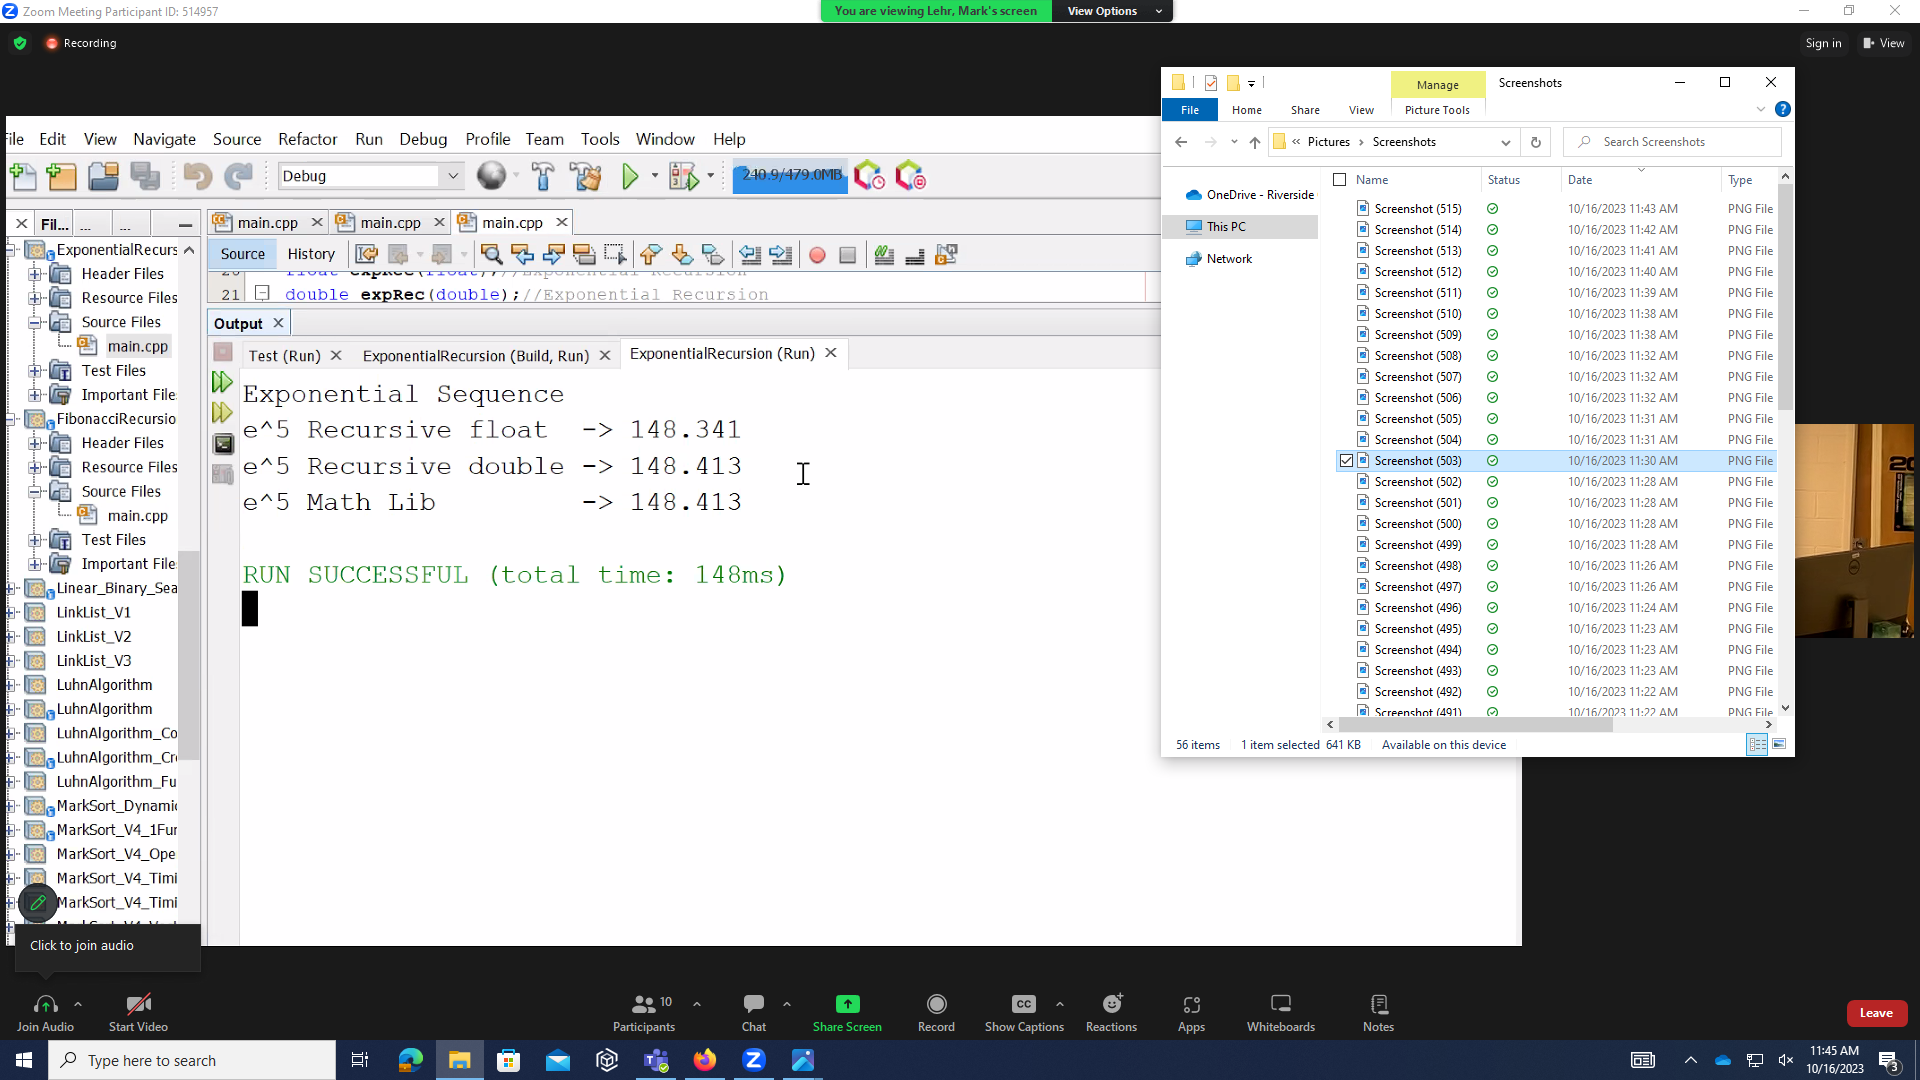 Zoom Meeting Participant ID: 514957
You are viewing Lehr, Mark's screen
View Options
Recording
Sign in
View
Manage
Screenshots
File
Home
Share
View
Picture Tools
Pictures
Screenshots
Search Screenshots
Name
Status
Date
Type
OneDrive - Riverside
This PC
Network
Screenshot (515) 10/16/2023 11:43 AM PNG File
Screenshot (514) 10/16/2023 11:42 AM PNG File
Screenshot (513) 10/16/2023 11:41 AM PNG File
Screenshot (512) 10/16/2023 11:40 AM PNG File
Screenshot (511) 10/16/2023 11:39 AM PNG File
Screenshot (510) 10/16/2023 11:38 AM PNG File
Screenshot (509) 10/16/2023 11:38 AM PNG File
Screenshot (508) 10/16/2023 11:32 AM PNG File
Screenshot (507) 10/16/2023 11:32 AM PNG File
Screenshot (506) 10/16/2023 11:32 AM PNG File
Screenshot (505) 10/16/2023 11:31 AM PNG File
Screenshot (504) 10/16/2023 11:31 AM PNG File
Screenshot (503) 10/16/2023 11:30 AM PNG File
Screenshot (502) 10/16/2023 11:28 AM PNG File
Screenshot (501) 10/16/2023 11:28 AM PNG File
Screenshot (500) 10/16/2023 11:28 AM PNG File
Screenshot (499) 10/16/2023 11:28 AM PNG File
Screenshot (498) 10/16/2023 11:26 AM PNG File
Screenshot (497) 10/16/2023 11:26 AM PNG File
Screenshot (496) 10/16/2023 11:24 AM PNG File
Screenshot (495) 10/16/2023 11:23 AM PNG File
Screenshot (494) 10/16/2023 11:23 AM PNG File
Screenshot (493) 10/16/2023 11:23 AM PNG File
Screenshot (492) 10/16/2023 11:22 AM PNG File
Screenshot (491) 10/16/2023 11:22 AM PNG File
56 items 1 item selected 641 KB Available on this device
File Edit View Navigate Source Refactor Run Debug Profile Team Tools Window Help
Debug
240.9/479.0MB
Fil... ... ...
main.cpp main.cpp main.cpp
Source History
float expRec(float);//Exponential Recursion
21 double expRec(double);//Exponential Recursion
Output
Test (Run) ExponentialRecursion (Build, Run) ExponentialRecursion (Run)
Exponential Sequence
e^5 Recursive float -> 148.341
e^5 Recursive double -> 148.413
e^5 Math Lib -> 148.413
RUN SUCCESSFUL (total time: 148ms)
ExponentialRecurs
Header Files
Resource Files
Source Files
main.cpp
Test Files
Important File
FibonacciRecursio
Header Files
Resource Files
Source Files
main.cpp
Test Files
Important File
Linear_Binary_Sea
LinkList_V1
LinkList_V2
LinkList_V3
LuhnAlgorithm
LuhnAlgorithm
LuhnAlgorithm_Co
LuhnAlgorithm_Cr
LuhnAlgorithm_Fu
MarkSort_Dynamic
MarkSort_V4_1Fur
MarkSort_V4_Ope
MarkSort_V4_Timi
MarkSort_V4_Timi
Click to join audio
Join Audio
Start Video
10
Participants
Chat
Share Screen
Record
CC
Show Captions
Reactions
Apps
Whiteboards
Notes
Leave
Type here to search
11:45 AM
10/16/2023
3